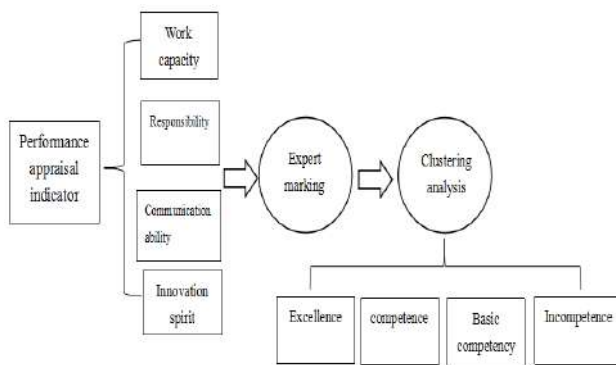 Work
capacity
Responsibility
Performance
appraisal
indicator
Expert
marking
Clustering
analysis
Communication
ability
Innovation
spirit
Excellence
competence
Basic
competency
Incompetence